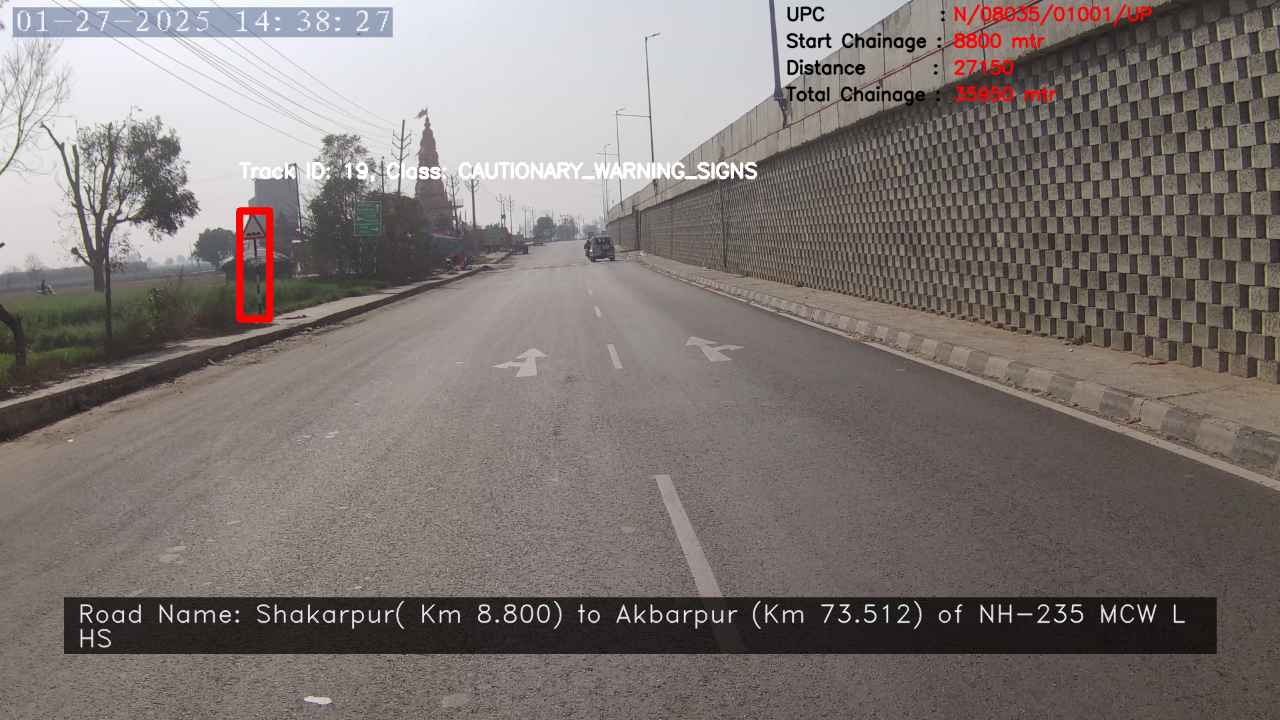 01-27-2025 14:38:27
UPC : N/08035/01001/UP
Start Chainage : 8800 mtr
Distance : 27150
Total Chainage : 35950 mtr
Track ID: 19, Class: CAUTIONARY_WARNING_SIGNS
Road Name: Shakarpur( Km 8.800) to Akbarpur (Km 73.512) of NH-235 MCW L
HS